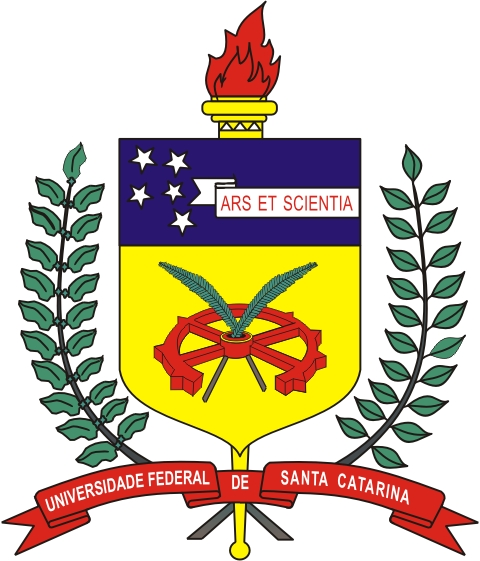 ARS ET SCIENTIA
UNIVERSIDADE FEDERAL DE SANTA CATARINA